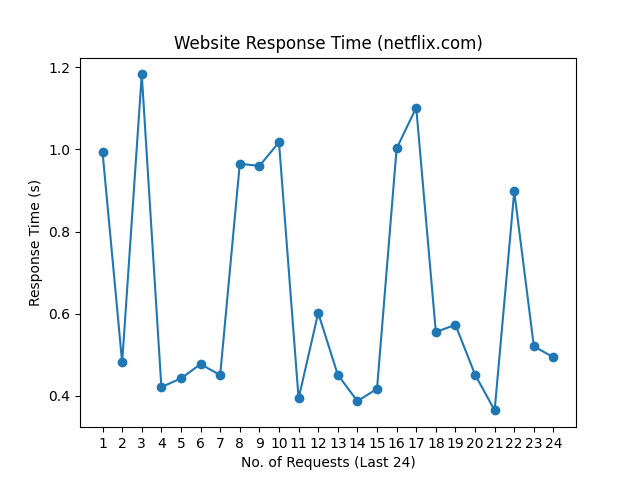 Website Response Time (netflix.com)
1.2
1.0
0.8
0.6
0.4
Response Time (s)
1 2 3 4 5 6 7 8 9 10 11 12 13 14 15 16 17 18 19 20 21 22 23 24
No. of Requests (Last 24)